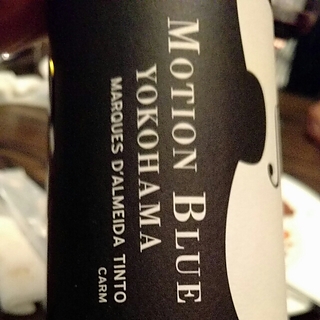 MOTION BLUE
YOKOHAMA
MARQUES D'ALMEIDA TINTO
CARM